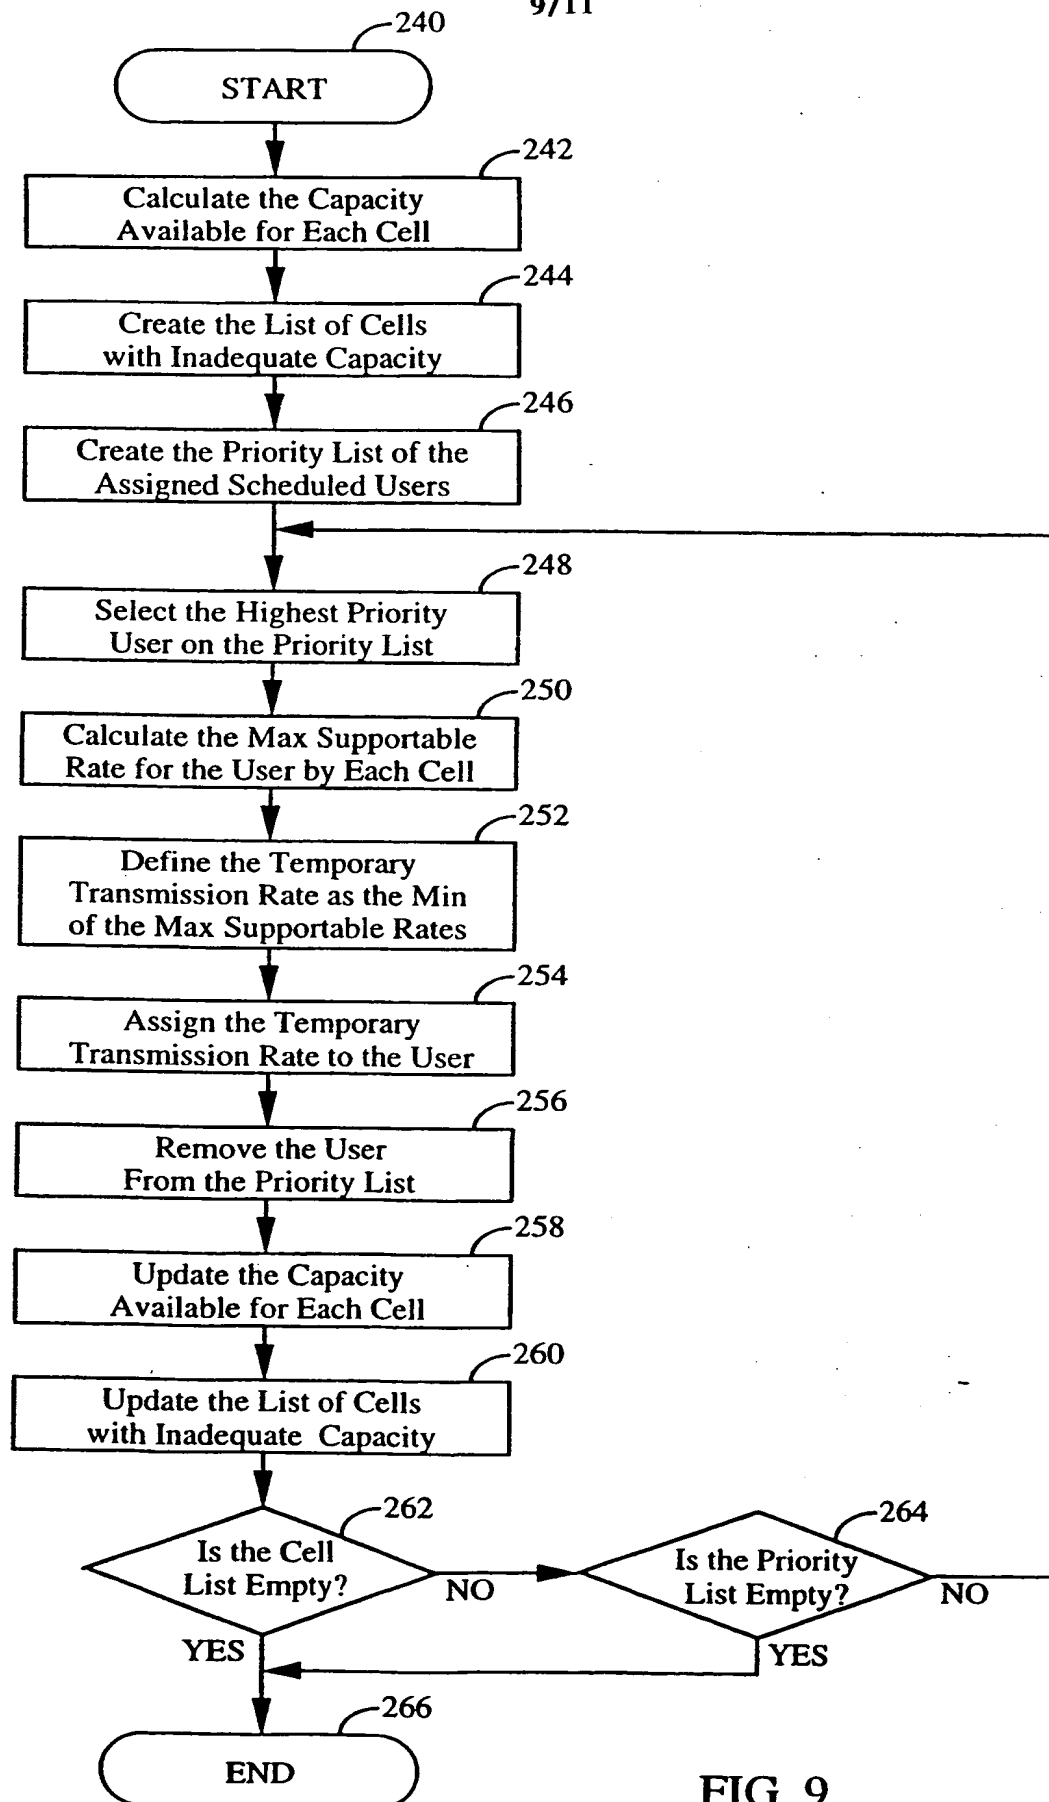 9/11
240
START
242
Calculate the Capacity
Available for Each Cell
244
Create the List of Cells
with Inadequate Capacity
246
Create the Priority List of the
Assigned Scheduled Users
248
Select the Highest Priority
User on the Priority List
250
Calculate the Max Supportable
Rate for the User by Each Cell
252
Define the Temporary
Transmission Rate as the Min
of the Max Supportable Rates
254
Assign the Temporary
Transmission Rate to the User
256
Remove the User
From the Priority List
258
Update the Capacity
Available for Each Cell
260
Update the List of Cells
with Inadequate Capacity
262
Is the Cell
List Empty?
NO
264
Is the Priority
List Empty?
NO
YES
YES
266
END
FIG. 9